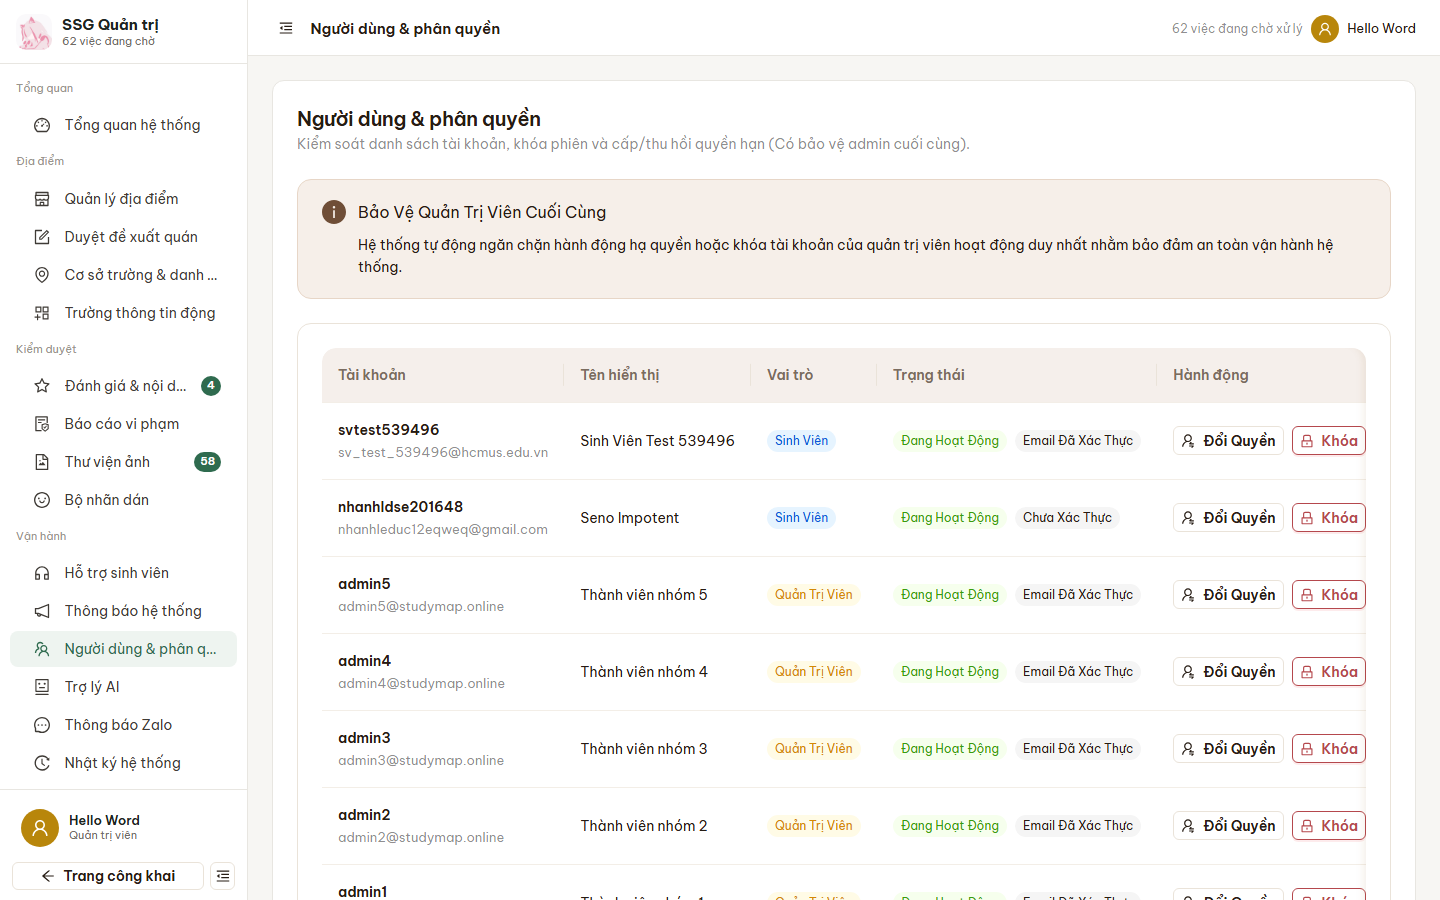 SSG Quản trị
62 việc đang chờ
Tổng quan
Tổng quan hệ thống
Địa điểm
Quản lý địa điểm
Duyệt đề xuất quán
Cơ sở trường & danh ...
Trường thông tin động
Kiểm duyệt
Đánh giá & nội d... 4
Báo cáo vi phạm
Thư viện ảnh 58
Bộ nhãn dán
Vận hành
Hỗ trợ sinh viên
Thông báo hệ thống
Người dùng & phân q...
Trợ lý AI
Thông báo Zalo
Nhật ký hệ thống
Hello Word
Quản trị viên
Trang công khai
Người dùng & phân quyền
62 việc đang chờ xử lý
Hello Word
Người dùng & phân quyền
Kiểm soát danh sách tài khoản, khóa phiên và cấp/thu hồi quyền hạn (Có bảo vệ admin cuối cùng).
Bảo Vệ Quản Trị Viên Cuối Cùng
Hệ thống tự động ngăn chặn hành động hạ quyền hoặc khóa tài khoản của quản trị viên hoạt động duy nhất nhằm bảo đảm an toàn vận hành hệ
thống.
Tài khoản Tên hiển thị Vai trò Trạng thái Hành động
svtest539496
sv_test_539496@hcmus.edu.vn
Sinh Viên Test 539496 Sinh Viên Đang Hoạt Động Email Đã Xác Thực Đổi Quyền Khóa
nhanhldse201648
nhanhleduc12eqweq@gmail.com
Seno Impotent Sinh Viên Đang Hoạt Động Chưa Xác Thực Đổi Quyền Khóa
admin5
admin5@studymap.online
Thành viên nhóm 5 Quản Trị Viên Đang Hoạt Động Email Đã Xác Thực Đổi Quyền Khóa
admin4
admin4@studymap.online
Thành viên nhóm 4 Quản Trị Viên Đang Hoạt Động Email Đã Xác Thực Đổi Quyền Khóa
admin3
admin3@studymap.online
Thành viên nhóm 3 Quản Trị Viên Đang Hoạt Động Email Đã Xác Thực Đổi Quyền Khóa
admin2
admin2@studymap.online
Thành viên nhóm 2 Quản Trị Viên Đang Hoạt Động Email Đã Xác Thực Đổi Quyền Khóa
admin1